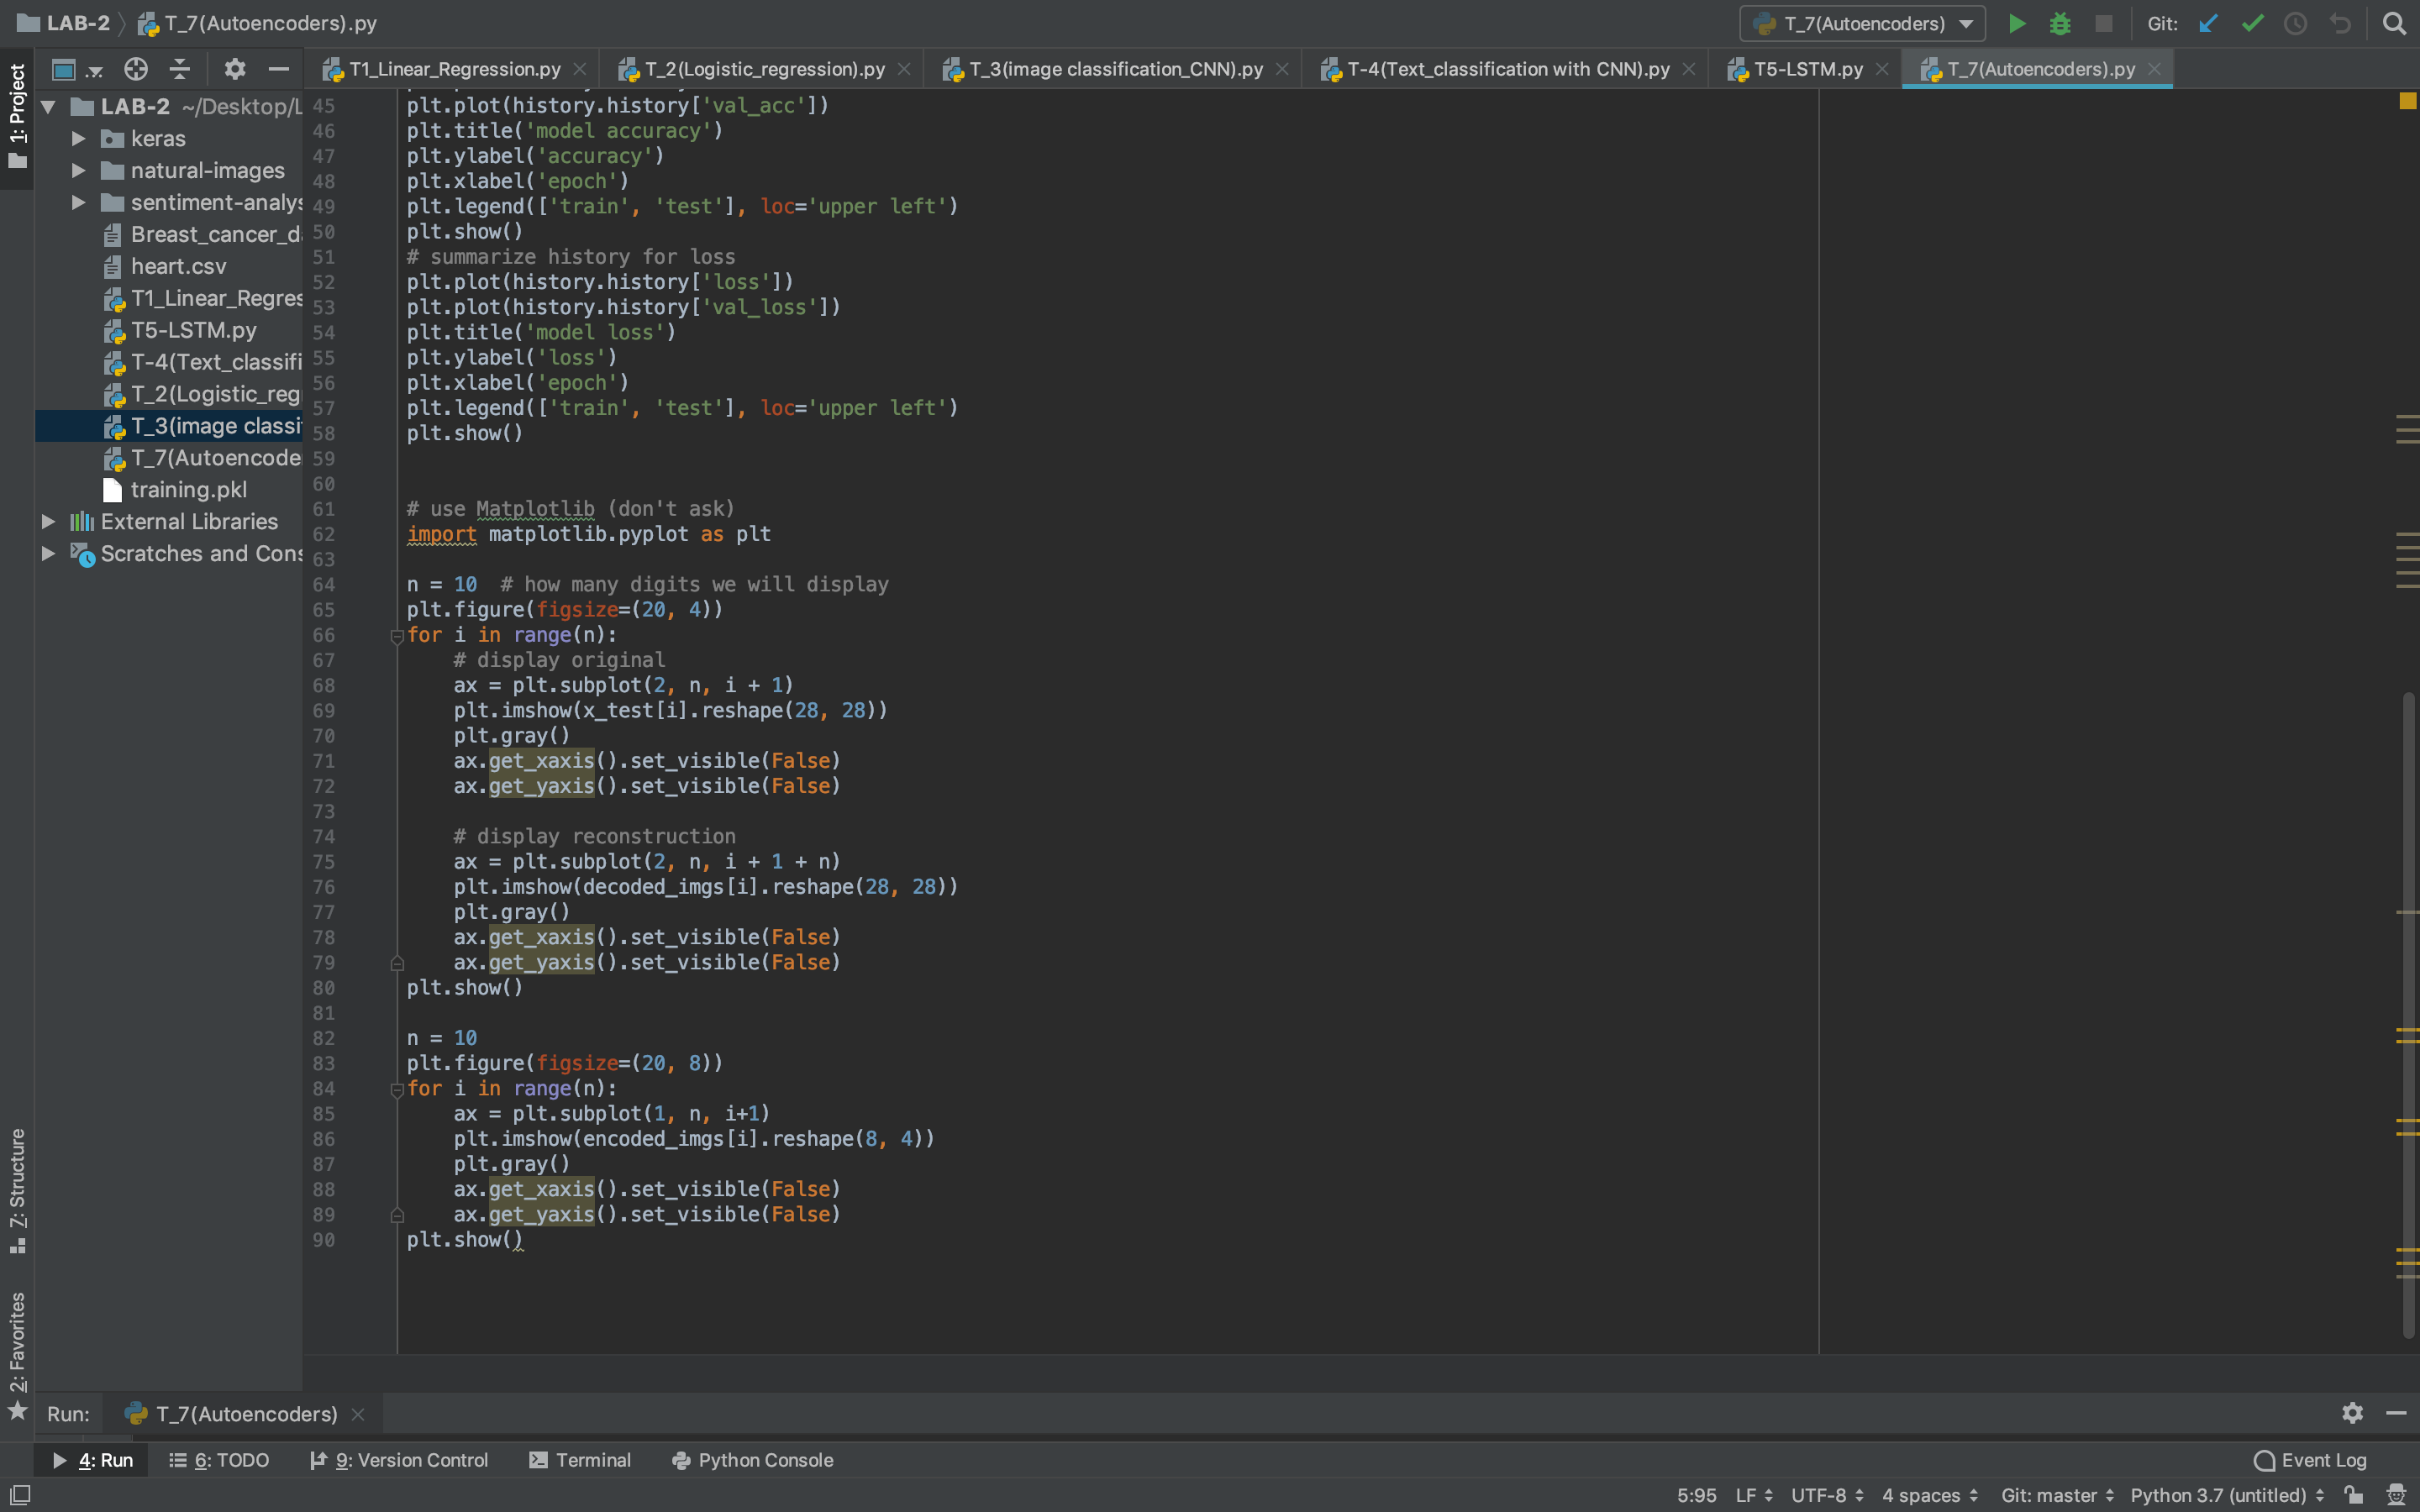 LAB-2 T_7(Autoencoders).py
T_7(Autoencoders) Git:
1: Project
T1_Linear_Regression.py T_2(Logistic_regression).py T_3(image classification_CNN).py T-4(Text_classification with CNN).py T5-LSTM.py T_7(Autoencoders).py
LAB-2 ~/Desktop/L
keras
natural-images
sentiment-analys
Breast_cancer_da
heart.csv
T1_Linear_Regres
T5-LSTM.py
T-4(Text_classifi
T_2(Logistic_reg
T_3(image classi
T_7(Autoencode
training.pkl
External Libraries
Scratches and Cons
45 plt.plot(history.history['val_acc'])
46 plt.title('model accuracy')
47 plt.ylabel('accuracy')
48 plt.xlabel('epoch')
49 plt.legend(['train', 'test'], loc='upper left')
50 plt.show()
51 # summarize history for loss
52 plt.plot(history.history['loss'])
53 plt.plot(history.history['val_loss'])
54 plt.title('model loss')
55 plt.ylabel('loss')
56 plt.xlabel('epoch')
57 plt.legend(['train', 'test'], loc='upper left')
58 plt.show()
59
60
61 # use Matplotlib (don't ask)
62 import matplotlib.pyplot as plt
63
64 n = 10  # how many digits we will display
65 plt.figure(figsize=(20, 4))
66 for i in range(n):
67     # display original
68     ax = plt.subplot(2, n, i + 1)
69     plt.imshow(x_test[i].reshape(28, 28))
70     plt.gray()
71     ax.get_xaxis().set_visible(False)
72     ax.get_yaxis().set_visible(False)
73
74     # display reconstruction
75     ax = plt.subplot(2, n, i + 1 + n)
76     plt.imshow(decoded_imgs[i].reshape(28, 28))
77     plt.gray()
78     ax.get_xaxis().set_visible(False)
79     ax.get_yaxis().set_visible(False)
80 plt.show()
81
82 n = 10
83 plt.figure(figsize=(20, 8))
84 for i in range(n):
85     ax = plt.subplot(1, n, i+1)
86     plt.imshow(encoded_imgs[i].reshape(8, 4))
87     plt.gray()
88     ax.get_xaxis().set_visible(False)
89     ax.get_yaxis().set_visible(False)
90 plt.show()
7: Structure
2: Favorites
Run: T_7(Autoencoders)
4: Run 6: TODO 9: Version Control Terminal Python Console Event Log
5:95 LF UTF-8 4 spaces Git: master Python 3.7 (untitled)